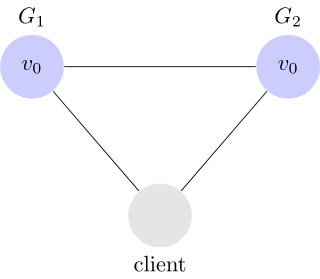 G₁ G₂
v₀ v₀
client